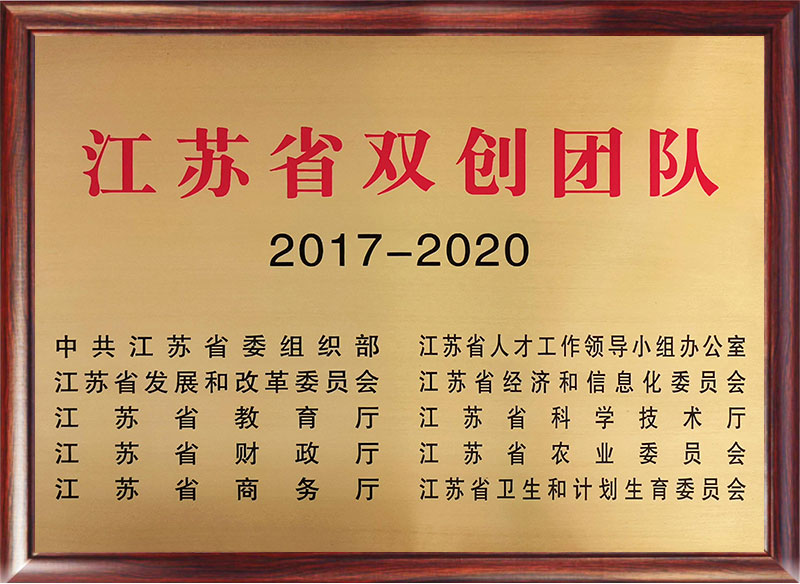 江苏省双创团队
2017-2020
中共江苏省委组织部 江苏省人才工作领导小组办公室
江苏省发展和改革委员会 江苏省经济和信息化委员会
江苏省教育厅 江苏省科学技术厅
江苏省财政厅 江苏省农业委员会
江苏省商务厅 江苏省卫生和计划生育委员会